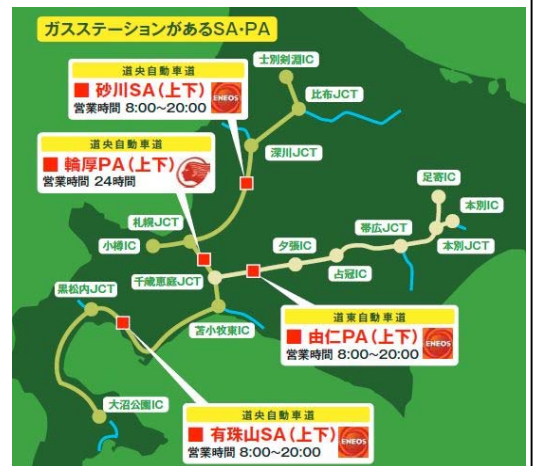 ガスステーションがあるSA・PA
士別剣淵IC
道央自動車道
砂川SA(上下)
営業時間 8:00~20:00
ENEOS
比布JCT
道央自動車道
輪厚PA(上下)
営業時間 24時間
深川JCT
足寄IC
札幌JCT
本別IC
小樽IC
夕張IC
帯広JCT
千歳恵庭JCT
占冠IC
本別JCT
黒松内JCT
苫小牧東IC
道東自動車道
由仁PA(上下)
営業時間 8:00~20:00
ENEOS
大沼公園IC
道央自動車道
有珠山SA(上下)
営業時間 8:00~20:00
ENEOS